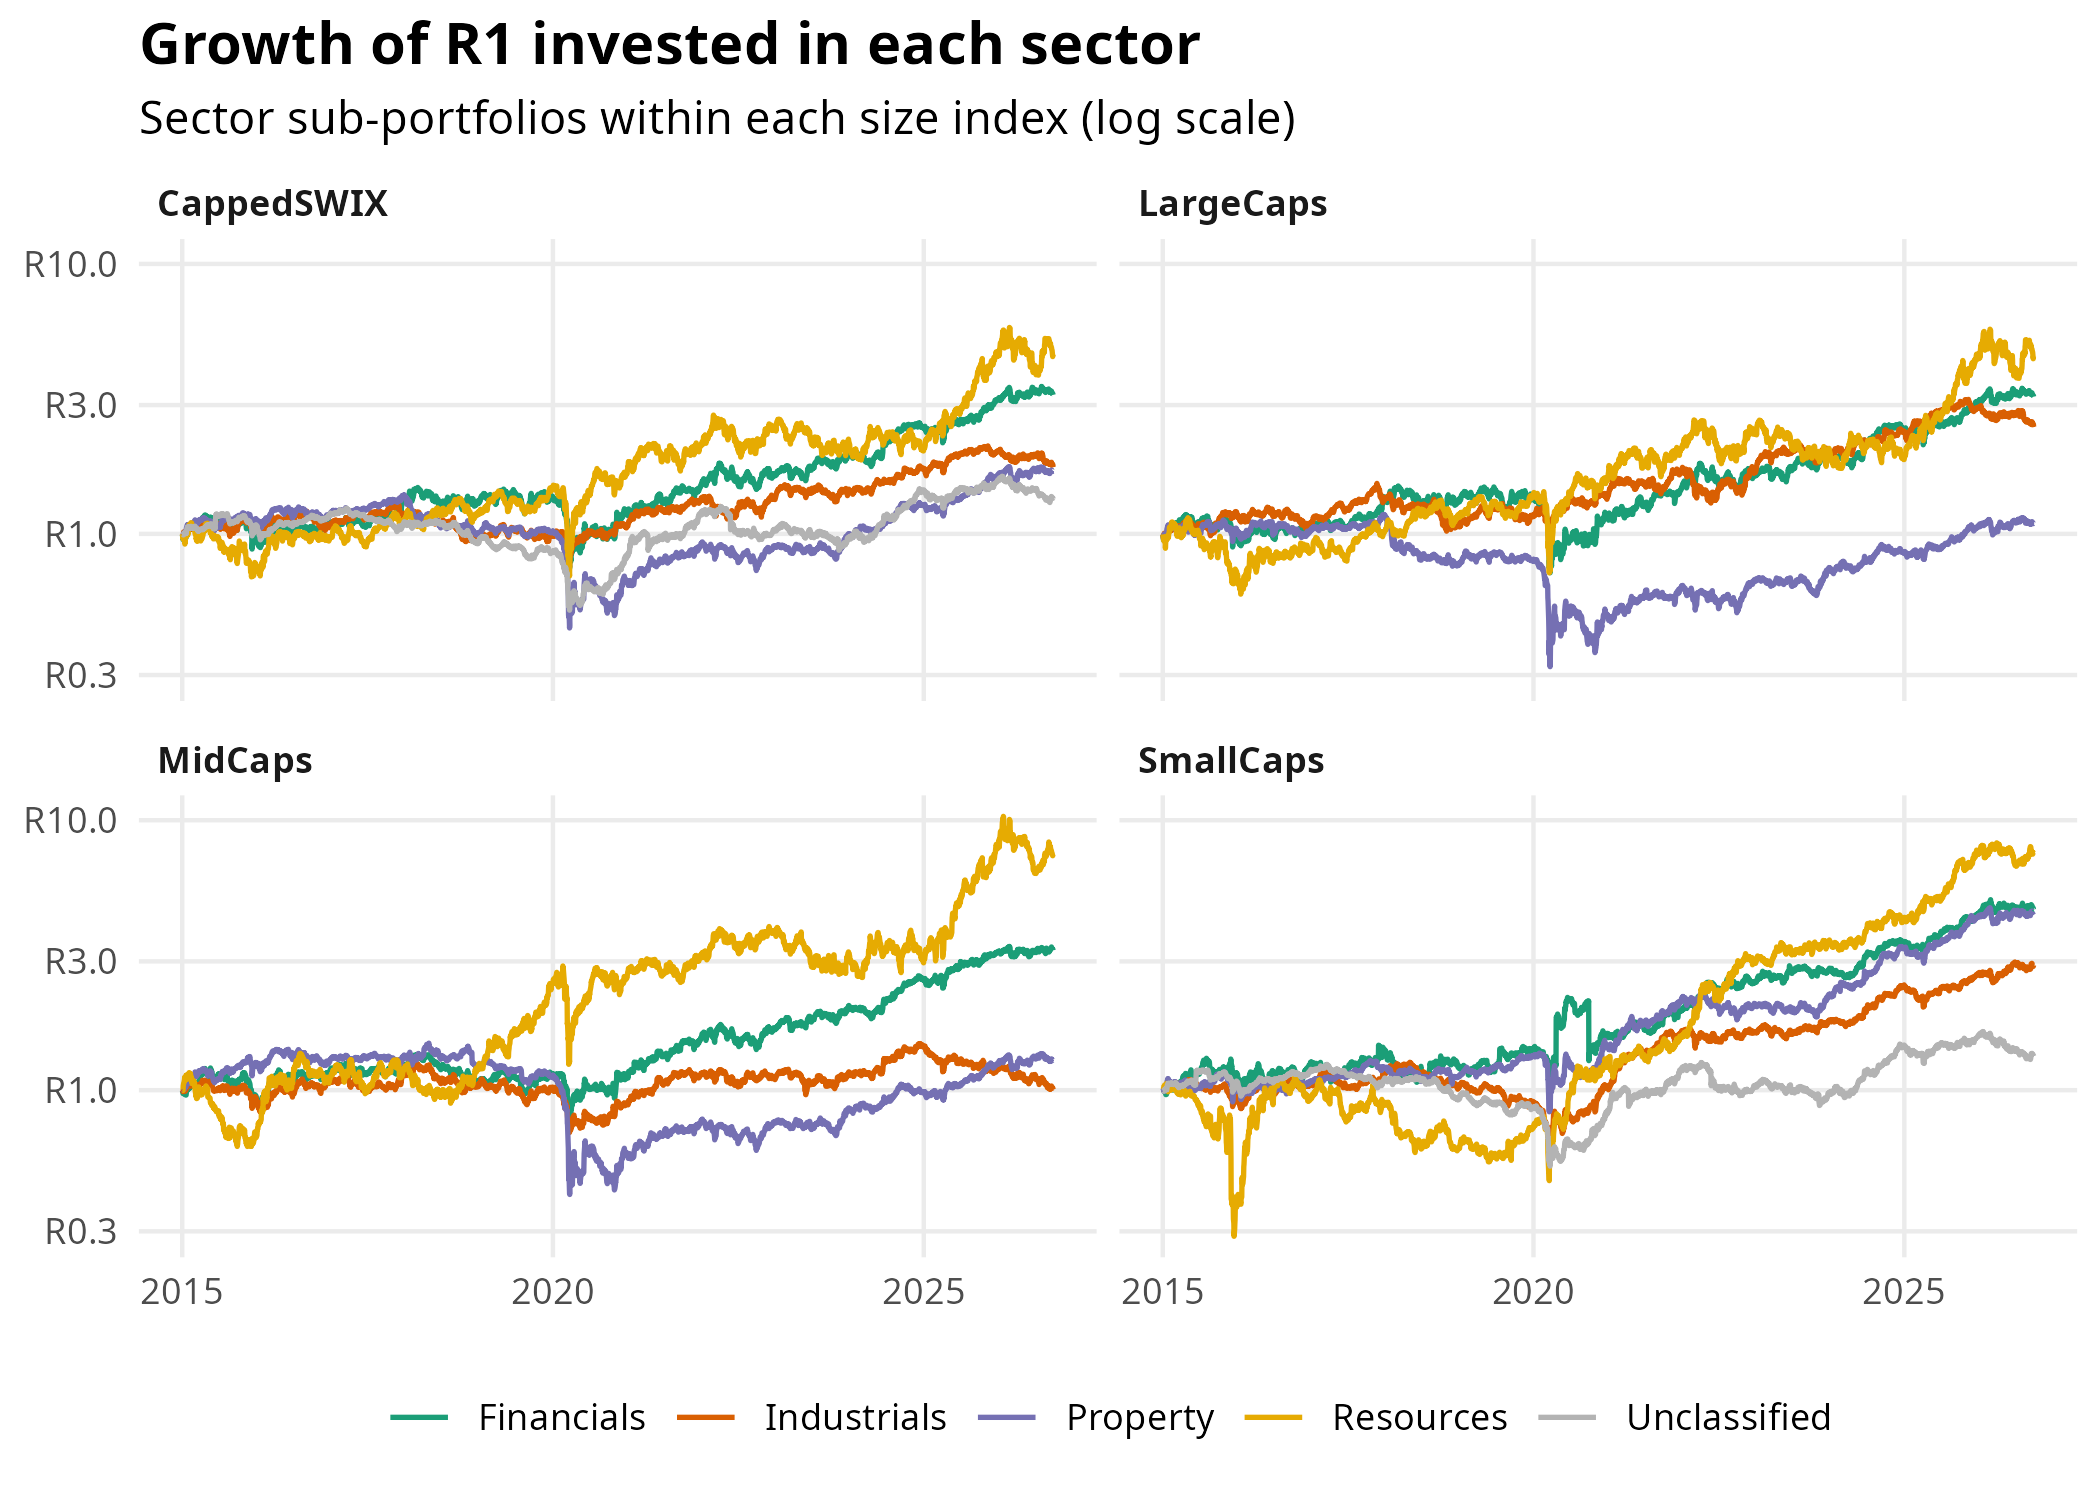 Growth of R1 invested in each sector
Sector sub-portfolios within each size index (log scale)
CappedSWIX
LargeCaps
R10.0
R3.0
R1.0
R0.3
MidCaps
SmallCaps
R10.0
R3.0
R1.0
R0.3
2015
2020
2025
2015
2020
2025
Financials
Industrials
Property
Resources
Unclassified